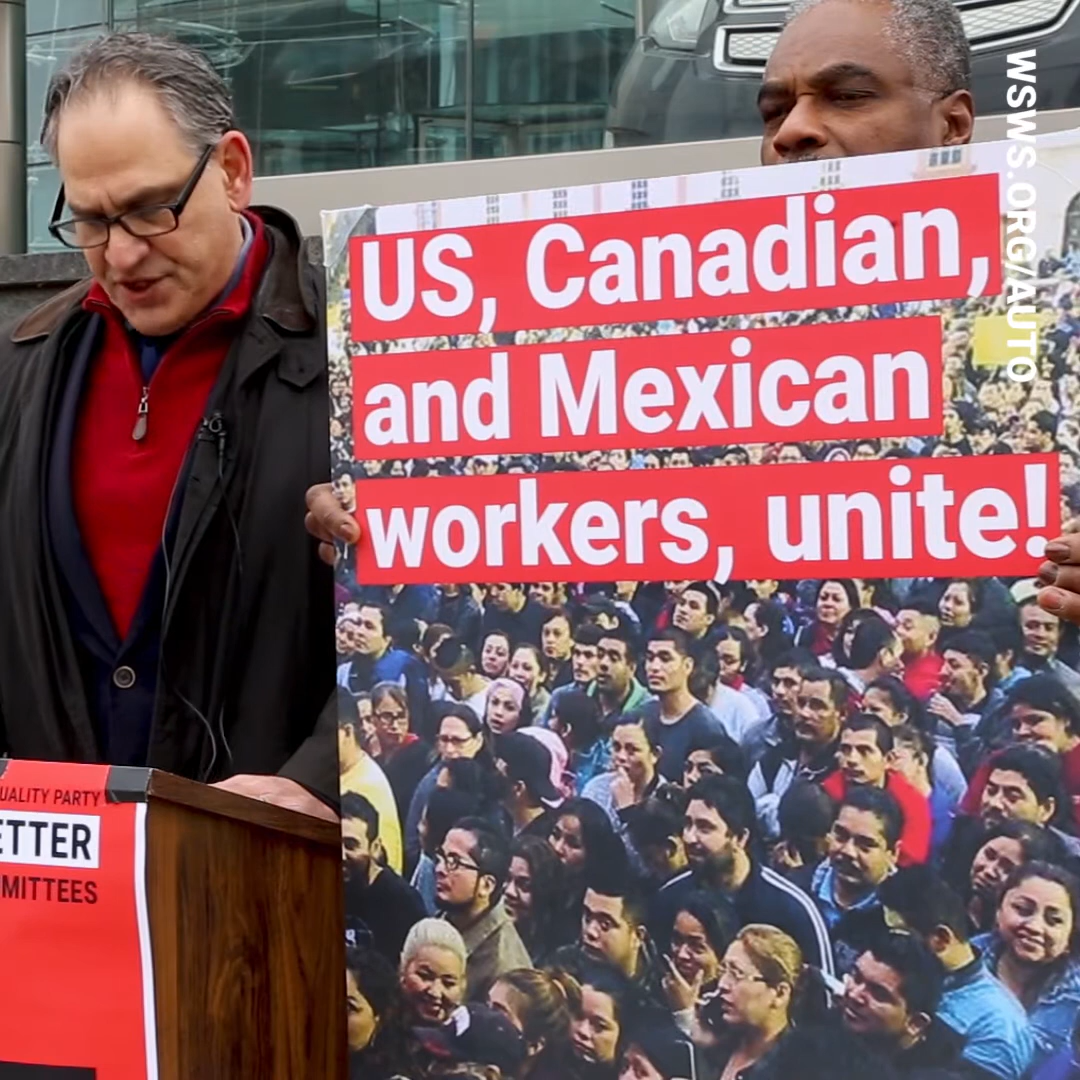 US, Canadian,
and Mexican
workers, unite!
WSWS.ORG/AUTO
UALITY PARTY
ETTER
MITTEES